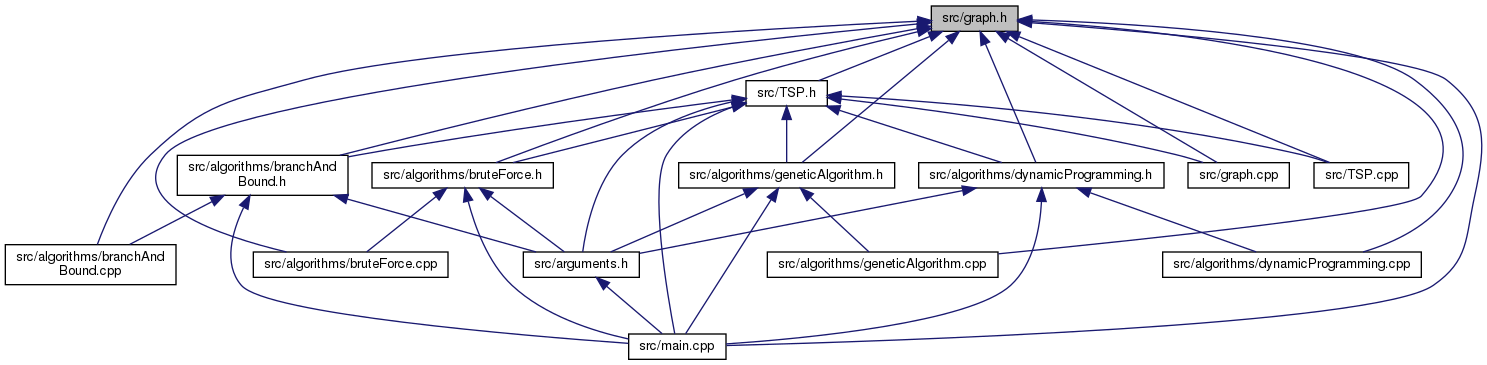 src/graph.h
src/TSP.h
src/algorithms/branchAnd
Bound.h
src/algorithms/bruteForce.h
src/algorithms/geneticAlgorithm.h
src/algorithms/dynamicProgramming.h
src/graph.cpp
src/TSP.cpp
src/algorithms/branchAnd
Bound.cpp
src/algorithms/bruteForce.cpp
src/arguments.h
src/algorithms/geneticAlgorithm.cpp
src/algorithms/dynamicProgramming.cpp
src/main.cpp